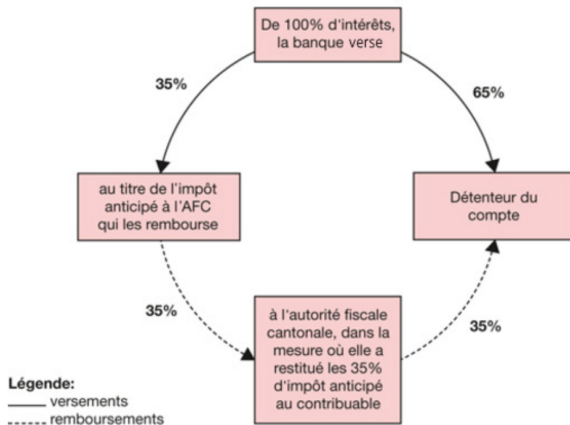 De 100% d'intérêts,
la banque verse
35%
65%
au titre de l'impôt
anticipé à l'AFC
qui les rembourse
Détenteur du
compte
35%
35%
à l'autorité fiscale
cantonale, dans la
mesure où elle a
restitué les 35%
d'impôt anticipé
au contribuable
Légende:
versements
remboursements